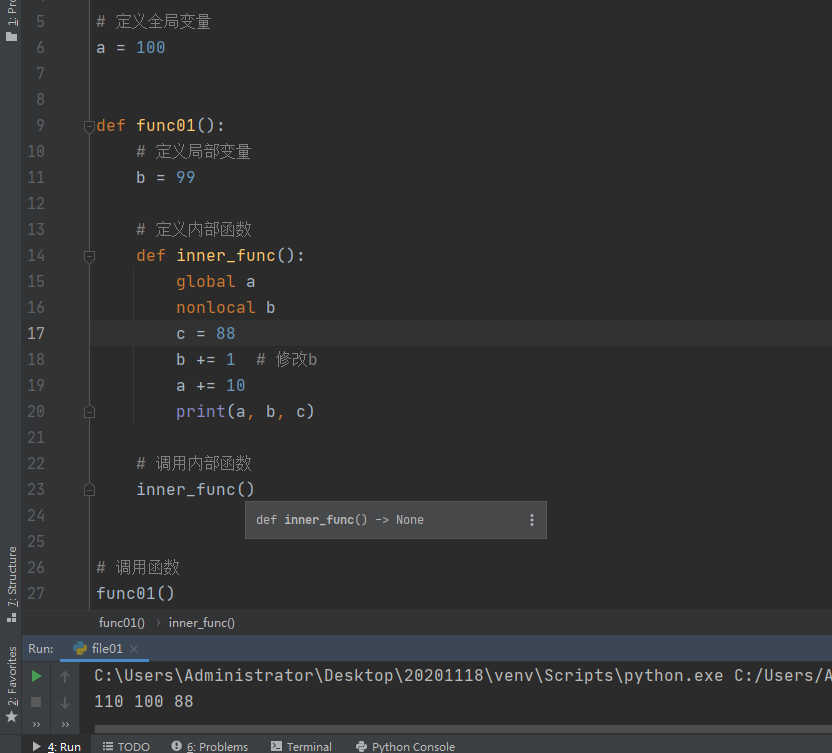 1: Pr
5 # 定义全局变量
6 a = 100
7
8
9 def func01():
10 # 定义局部变量
11 b = 99
12
13 # 定义内部函数
14 def inner_func():
15 global a
16 nonlocal b
17 c = 88
18 b += 1 # 修改b
19 a += 10
20 print(a, b, c)
21
22 # 调用内部函数
23 inner_func()
24 def inner_func() -> None
25
26 # 调用函数
27 func01()
7: Structure
2: Favorites
func01() › inner_func()
Run: file01 ×
C:\Users\Administrator\Desktop\20201118\venv\Scripts\python.exe C:/Users/A
110 100 88
» »
4: Run TODO 6: Problems Terminal Python Console